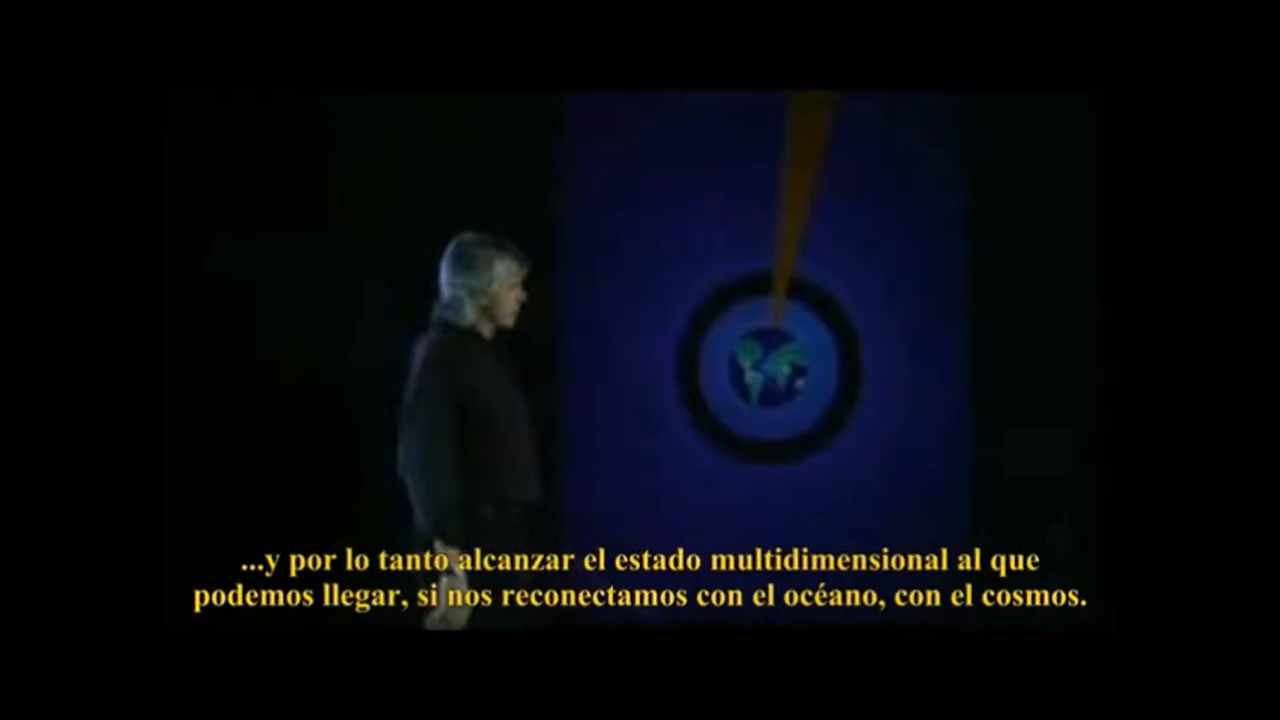 ...y por lo tanto alcanzar el estado multidimensional al que
podemos llegar, si nos reconectamos con el océano, con el cosmos.